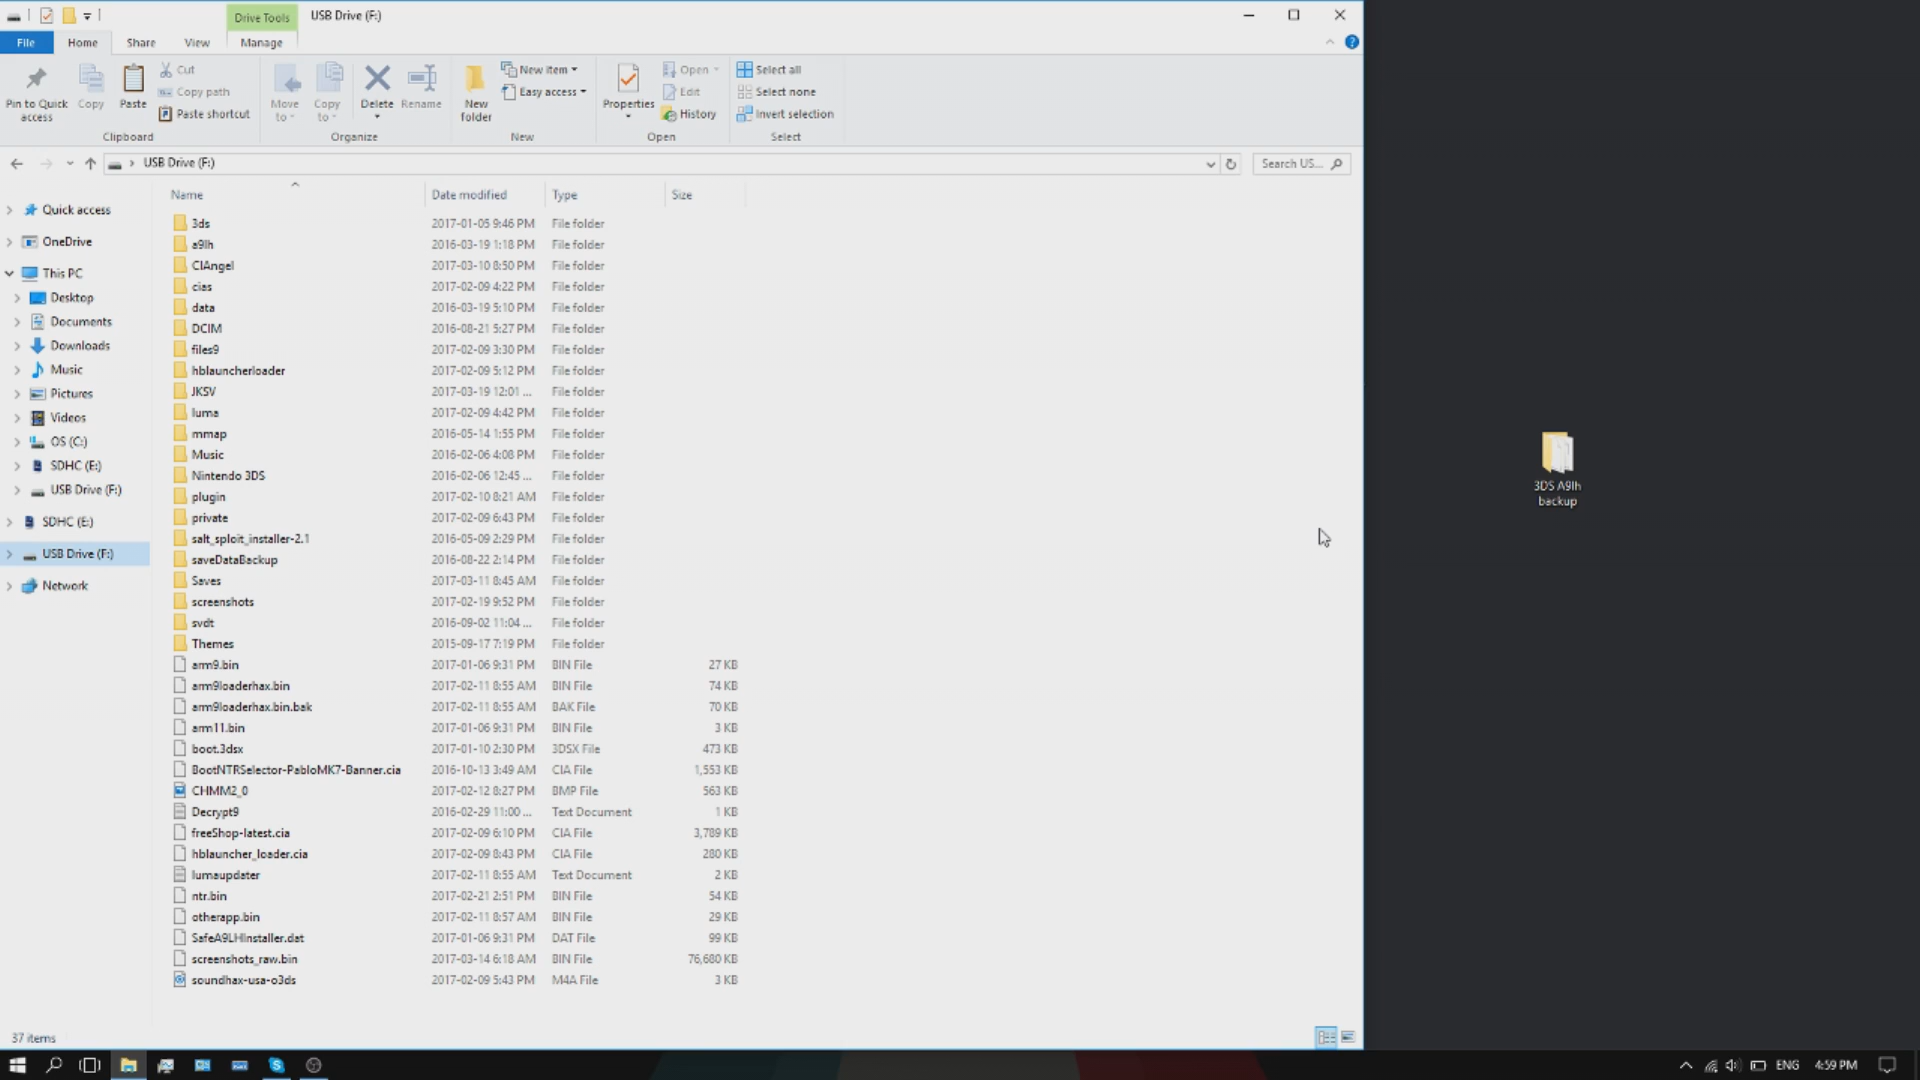 Drive Tools
USB Drive (F:)
File
Home
Share
View
Manage
Pin to Quick access
Copy
Paste
Cut
Copy path
Paste shortcut
Move to
Copy to
Delete
Rename
New folder
New item
Easy access
Properties
Open
Edit
History
Select all
Select none
Invert selection
Clipboard
Organize
New
Open
Select
USB Drive (F:)
Search US...
Name
Date modified
Type
Size
Quick access
OneDrive
This PC
Desktop
Documents
Downloads
Music
Pictures
Videos
OS (C:)
SDHC (E:)
USB Drive (F:)
SDHC (E:)
USB Drive (F:)
Network
3ds 2017-01-05 9:46 PM File folder
a9lh 2016-03-19 1:18 PM File folder
CIAngel 2017-03-10 8:50 PM File folder
cias 2017-02-09 4:22 PM File folder
data 2016-03-19 5:10 PM File folder
DCIM 2016-08-21 5:27 PM File folder
files9 2017-02-09 3:30 PM File folder
hblauncherloader 2017-02-09 5:12 PM File folder
JKSV 2017-03-19 12:01 ... File folder
luma 2017-02-09 4:42 PM File folder
mmap 2016-05-14 1:55 PM File folder
Music 2016-02-06 4:08 PM File folder
Nintendo 3DS 2016-02-06 12:45 ... File folder
plugin 2017-02-10 8:21 AM File folder
private 2017-02-09 6:43 PM File folder
salt_sploit_installer-2.1 2016-05-09 2:29 PM File folder
saveDataBackup 2016-08-22 2:14 PM File folder
Saves 2017-03-11 8:45 AM File folder
screenshots 2017-02-19 9:52 PM File folder
svdt 2016-09-02 11:04 ... File folder
Themes 2015-09-17 7:19 PM File folder
arm9.bin 2017-01-06 9:31 PM BIN File 27 KB
arm9loaderhax.bin 2017-02-11 8:55 AM BIN File 74 KB
arm9loaderhax.bin.bak 2017-02-11 8:55 AM BAK File 70 KB
arm11.bin 2017-01-06 9:31 PM BIN File 3 KB
boot.3dsx 2017-01-10 2:30 PM 3DSX File 473 KB
BootNTRSelector-PabloMK7-Banner.cia 2016-10-13 3:49 AM CIA File 1,553 KB
CHMM2_0 2017-02-12 8:27 PM BMP File 563 KB
Decrypt9 2016-02-29 11:00 ... Text Document 1 KB
freeShop-latest.cia 2017-02-09 6:10 PM CIA File 3,789 KB
hblauncher_loader.cia 2017-02-09 8:43 PM CIA File 280 KB
lumaupdater 2017-02-11 8:55 AM Text Document 2 KB
ntr.bin 2017-02-21 2:51 PM BIN File 54 KB
otherapp.bin 2017-02-11 8:57 AM BIN File 29 KB
SafeA9LHInstaller.dat 2017-01-06 9:31 PM DAT File 99 KB
screenshots_raw.bin 2017-03-14 6:18 AM BIN File 76,680 KB
soundhax-usa-o3ds 2017-02-09 5:43 PM M4A File 3 KB
37 items
3DS A9lh
backup
ENG
4:59 PM